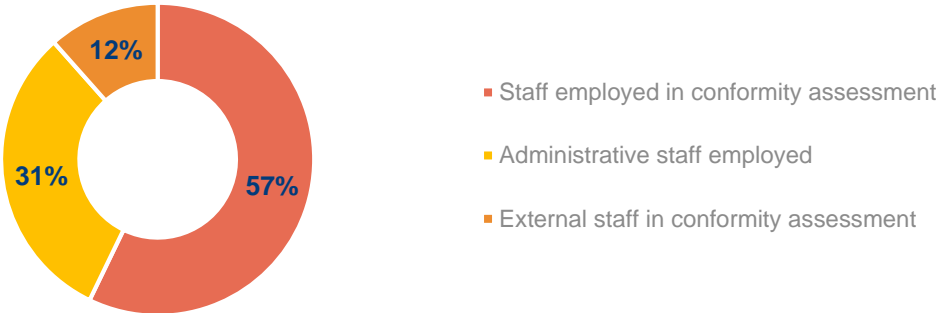 12%
31%
57%
Staff employed in conformity assessment
Administrative staff employed
External staff in conformity assessment